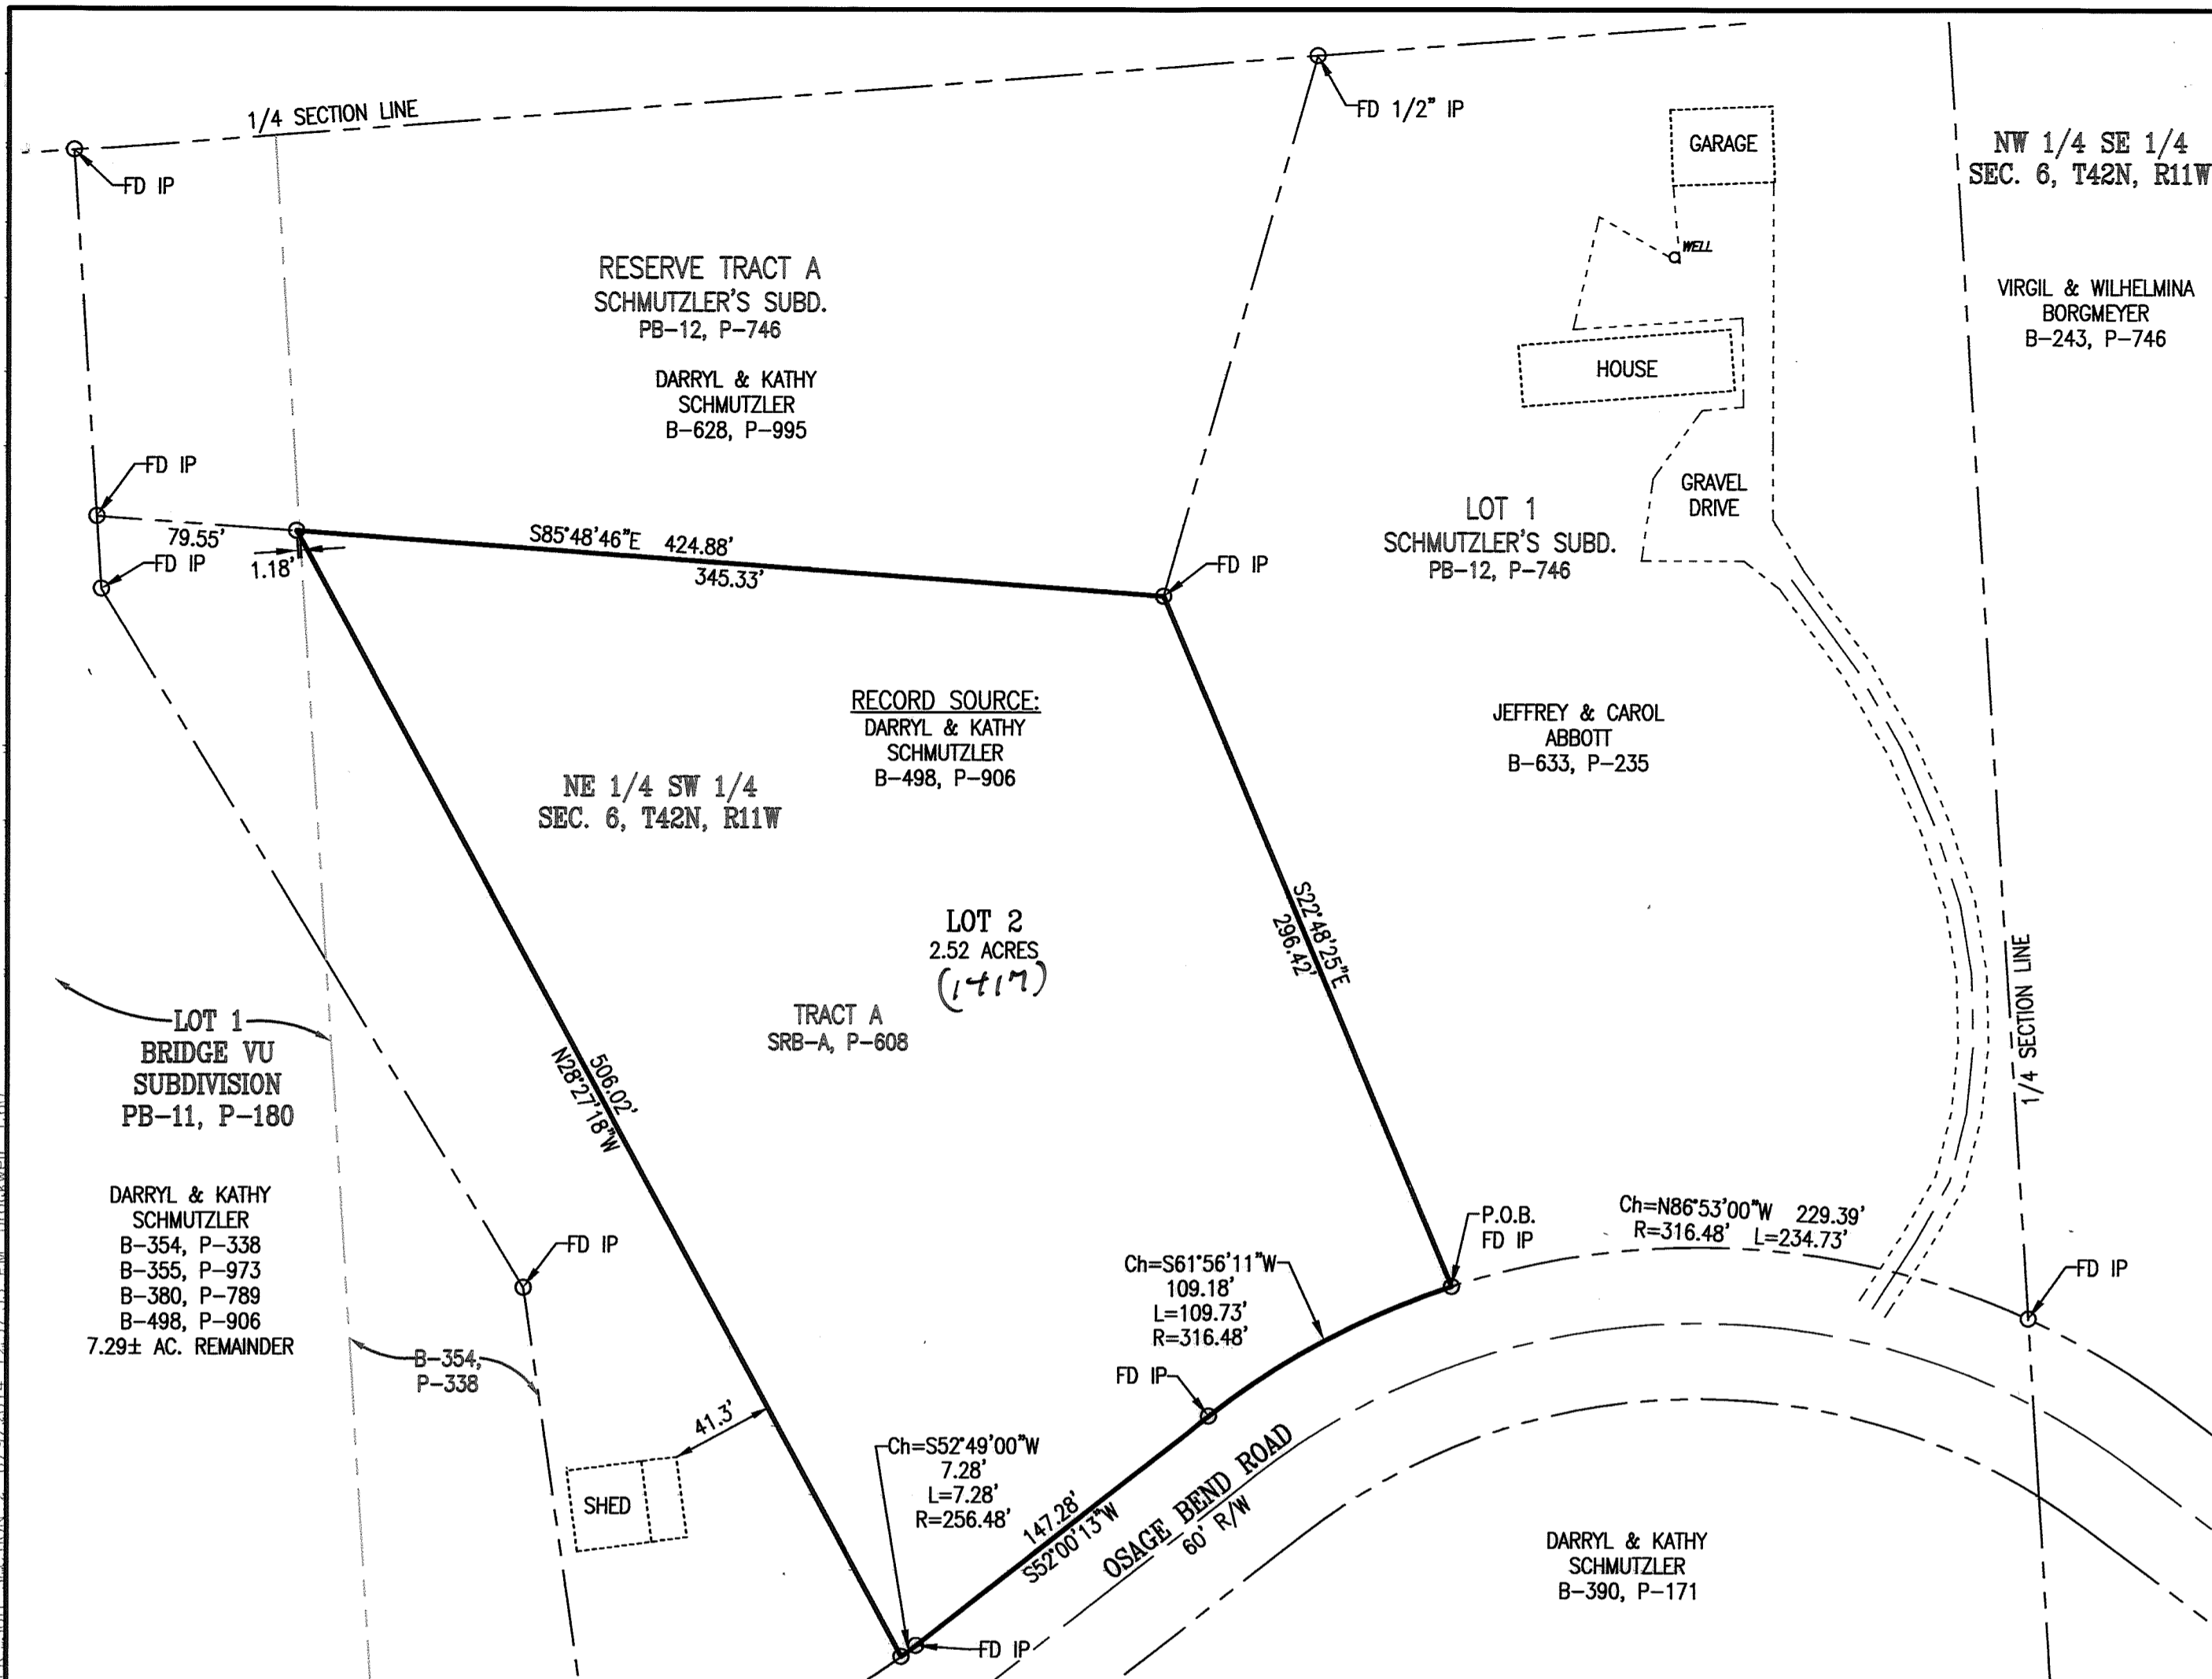 1/4 SECTION LINE
FD IP
FD 1/2" IP
GARAGE
NW 1/4 SE 1/4
SEC. 6, T42N, R11W
WELL
RESERVE TRACT A
SCHMUTZLER'S SUBD.
PB-12, P-746
DARRYL & KATHY
SCHMUTZLER
B-628, P-995
VIRGIL & WILHELMINA
BORGMEYER
B-243, P-746
HOUSE
GRAVEL
DRIVE
FD IP
79.55'
FD IP
1.18'
S85°48'46"E 424.88'
345.33'
FD IP
LOT 1
SCHMUTZLER'S SUBD.
PB-12, P-746
RECORD SOURCE:
DARRYL & KATHY
SCHMUTZLER
B-498, P-906
JEFFREY & CAROL
ABBOTT
B-633, P-235
NE 1/4 SW 1/4
SEC. 6, T42N, R11W
LOT 2
2.52 ACRES
(1417)
S22°48'25"E
296.42'
TRACT A
SRB-A, P-608
1/4 SECTION LINE
LOT 1
BRIDGE VU
SUBDIVISION
PB-11, P-180
506.02'
N28°27'18"W
DARRYL & KATHY
SCHMUTZLER
B-354, P-338
B-355, P-973
B-380, P-789
B-498, P-906
7.29± AC. REMAINDER
FD IP
B-354,
P-338
Ch=S61°56'11"W
109.18'
L=109.73'
R=316.48'
P.O.B.
FD IP
Ch=N86°53'00"W 229.39'
R=316.48' L=234.73'
FD IP
FD IP
41.3'
SHED
Ch=S52°49'00"W
7.28'
L=7.28'
R=256.48'
147.28'
S52°00'13"W
OSAGE BEND ROAD
60' R/W
FD IP
DARRYL & KATHY
SCHMUTZLER
B-390, P-171